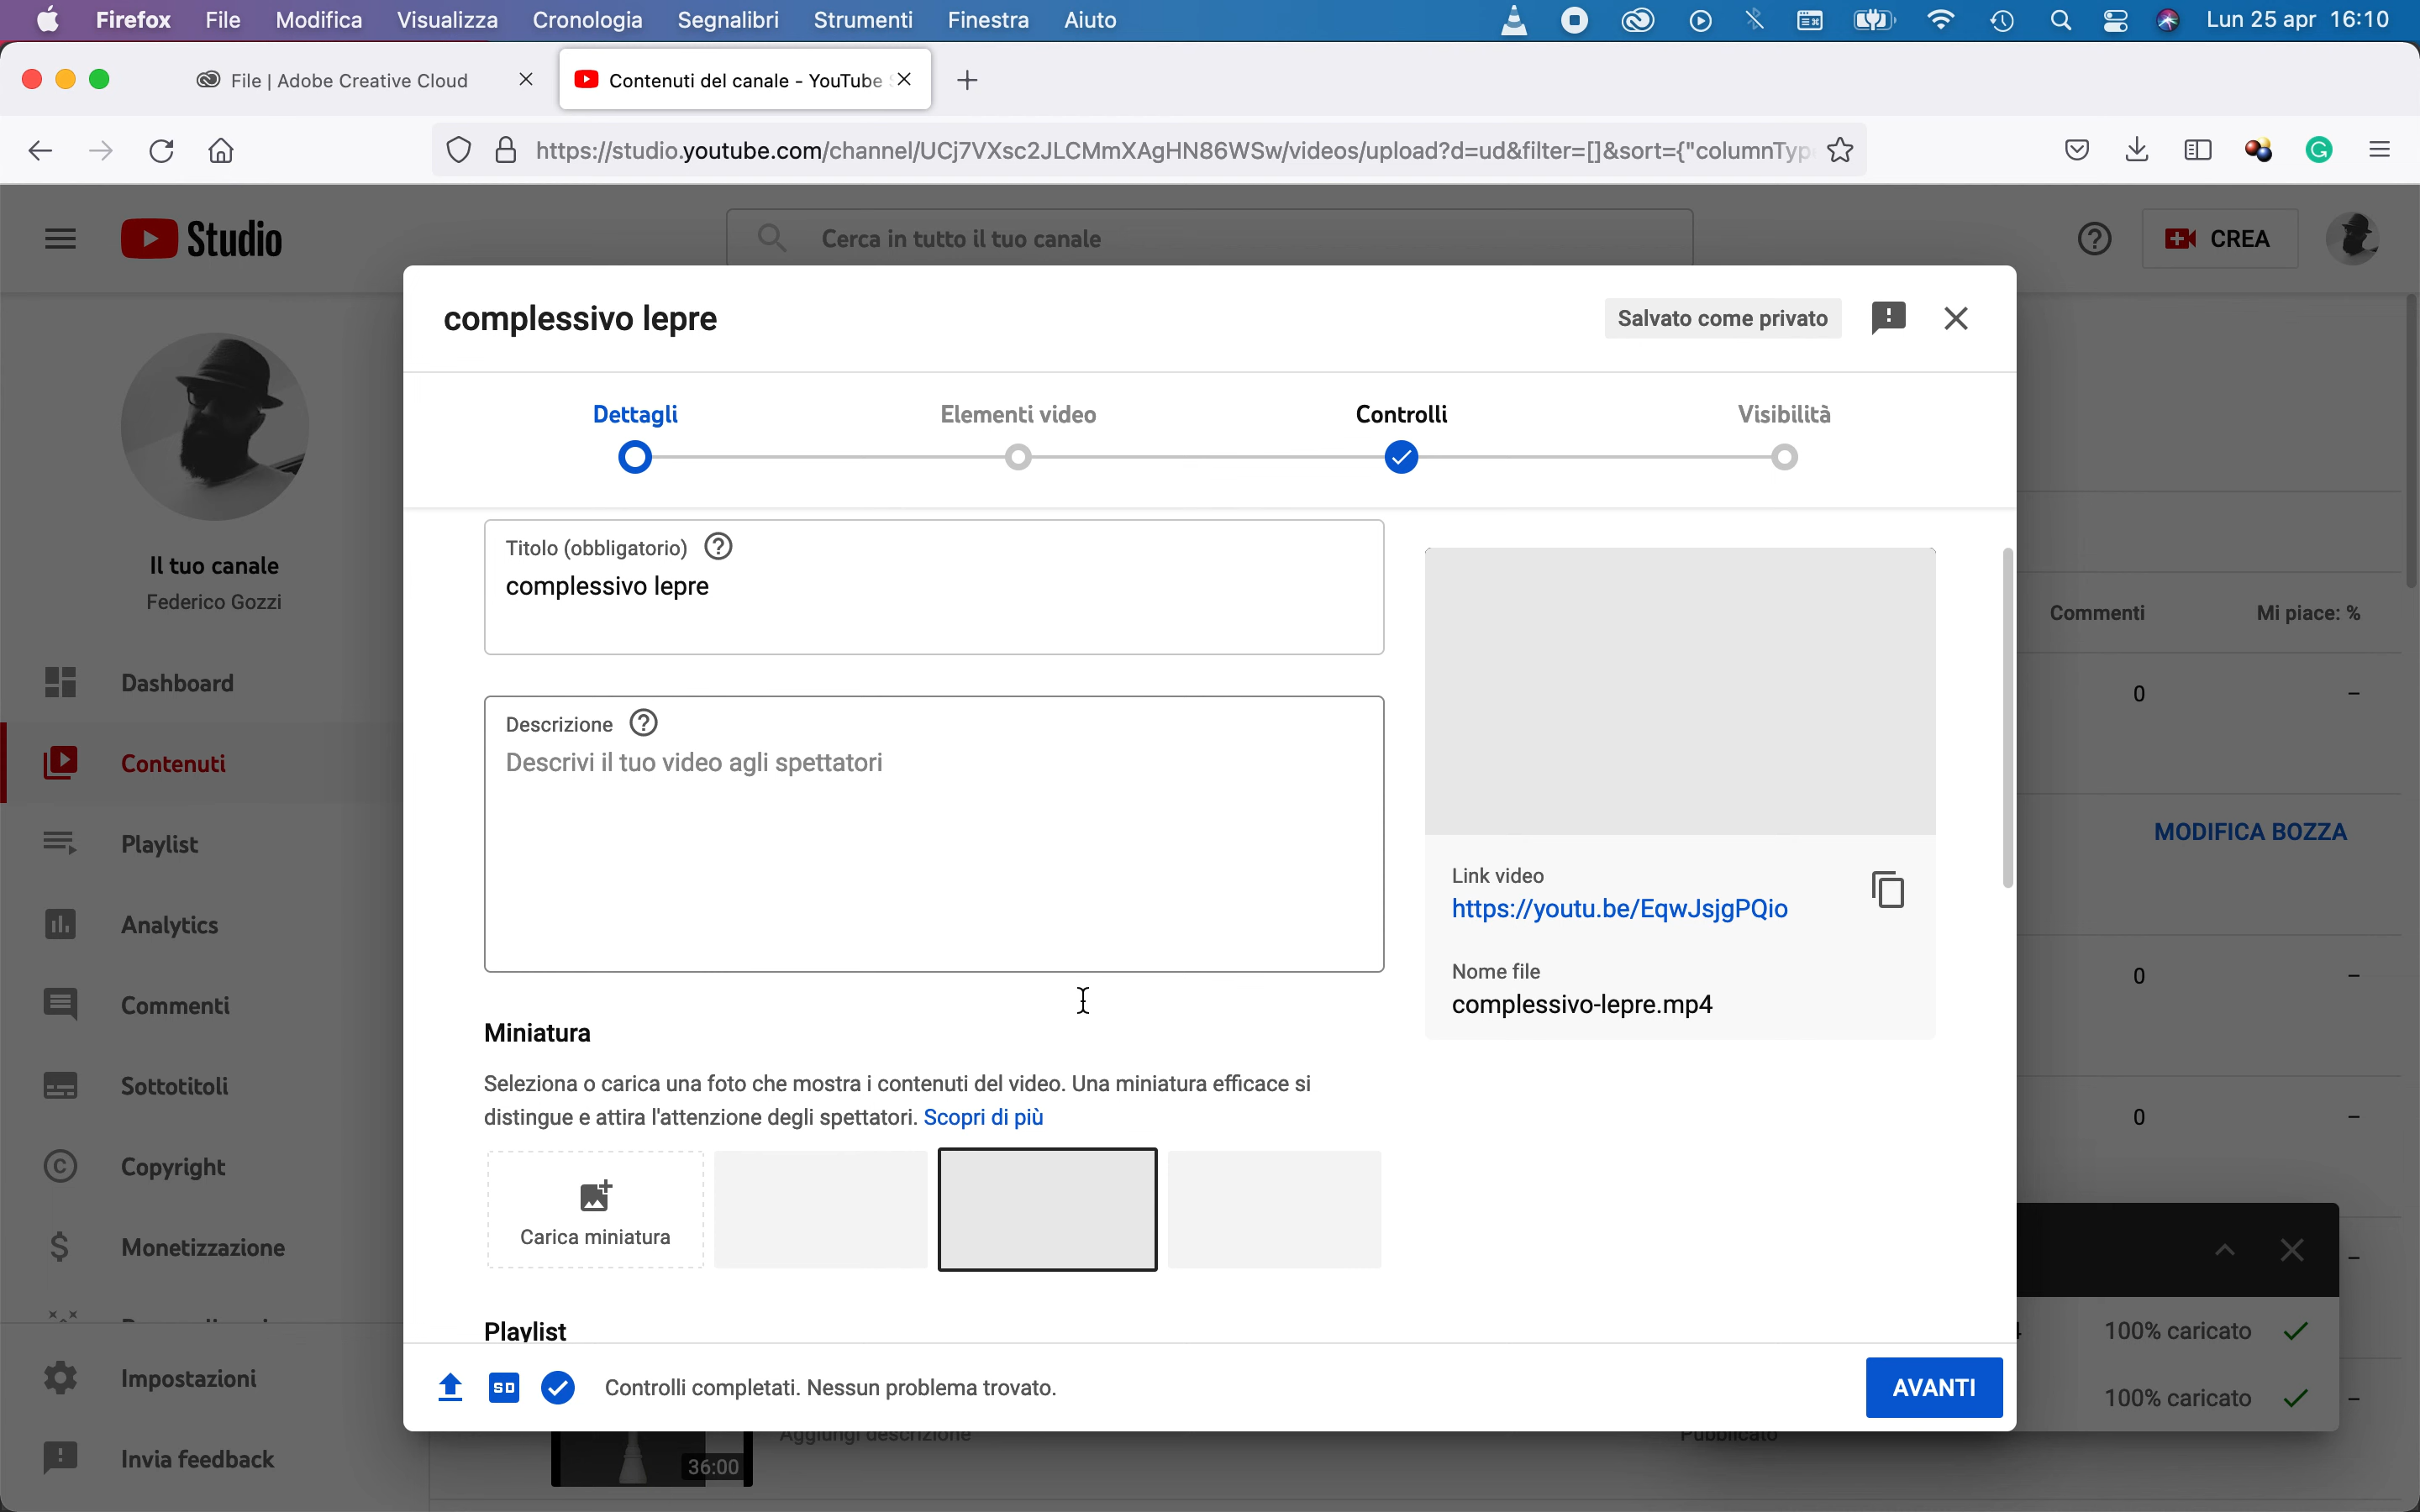 Firefox File Modifica Visualizza Cronologia Segnalibri Strumenti Finestra Aiuto Lun 25 apr 16:10
File | Adobe Creative Cloud Contenuti del canale - YouTube
https://studio.youtube.com/channel/UCj7VXsc2JLCMmXAgHN86WSw/videos/upload?d=ud&filter=[]&sort={"columnTyp
Studio Cerca in tutto il tuo canale CREA
complessivo lepre Salvato come privato
Dettagli Elementi video Controlli Visibilità
Il tuo canale
Federico Gozzi
Dashboard
Contenuti
Playlist
Analytics
Commenti
Sottotitoli
Copyright
Monetizzazione
Impostazioni
Invia feedback
Titolo (obbligatorio)
complessivo lepre
Descrizione
Descrivi il tuo video agli spettatori
Miniatura
Seleziona o carica una foto che mostra i contenuti del video. Una miniatura efficace si
distingue e attira l'attenzione degli spettatori. Scopri di più
Carica miniatura
Playlist
Link video
https://youtu.be/EqwJsjgPQio
Nome file
complessivo-lepre.mp4
SD Controlli completati. Nessun problema trovato. AVANTI
Commenti Mi piace: %
0 –
MODIFICA BOZZA
0 –
0 –
–
100% caricato
100% caricato –
Aggiungi descrizione Pubblicato
36:00